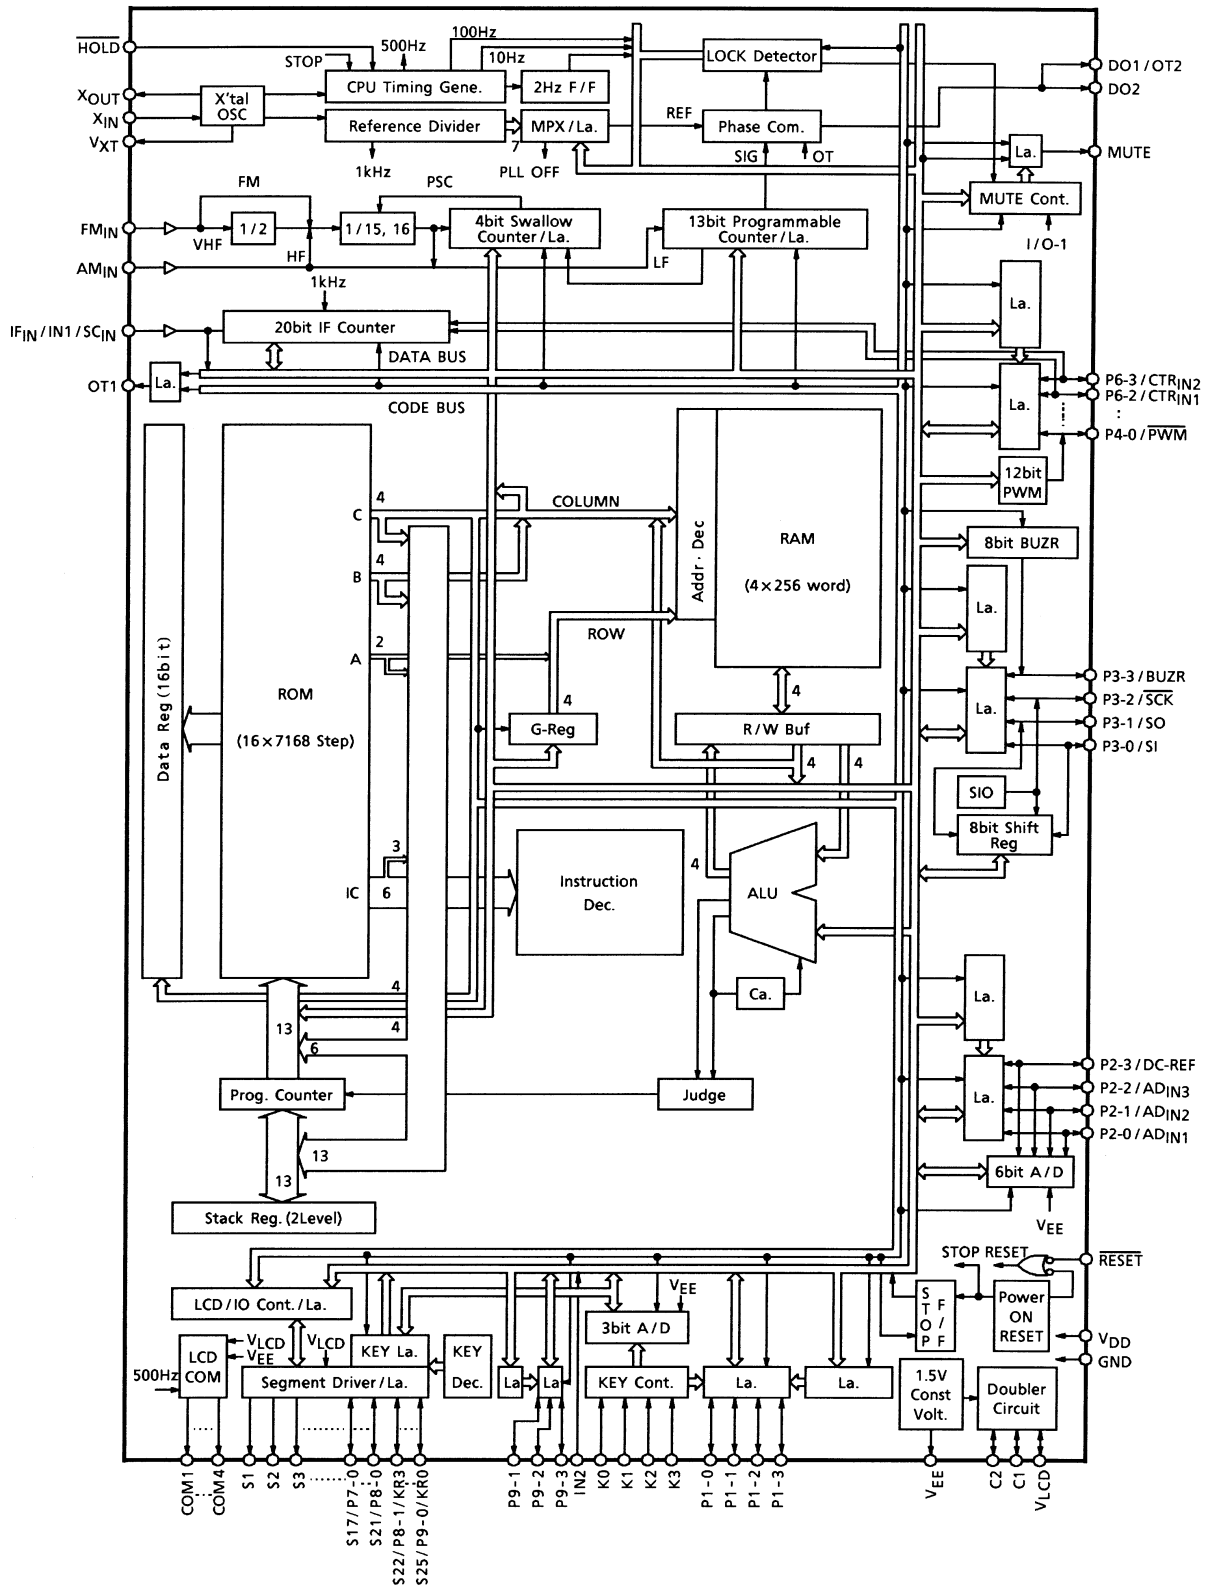 HOLD
STOP
500Hz
100Hz
10Hz
CPU Timing Gene.
2Hz F/F
LOCK Detector
DO1/OT2
DO2
XOUT
X'tal
OSC
XIN
VXT
Reference Divider
7
MPX/La.
REF
Phase Com.
1kHz
PLL OFF
SIG
OT
La.
MUTE
MUTE Cont.
I/O-1
FM
PSC
FMIN
VHF
1/2
1/15, 16
4bit Swallow
Counter/La.
13bit Programmable
Counter/La.
HF
LF
AMIN
1kHz
La.
IFIN/IN1/SCIN
20bit IF Counter
DATA BUS
OT1
La.
CODE BUS
La.
P6-3/CTRIN2
P6-2/CTRIN1
:
P4-0/PWM
12bit
PWM
4
C
COLUMN
4
B
2
A
ROW
4
G-Reg
Data Reg(16bit)
ROM
(16×7168 Step)
Addr·Dec
RAM
(4×256 word)
4
R/W Buf
4
4
8bit BUZR
La.
La.
P3-3/BUZR
P3-2/SCK
P3-1/SO
P3-0/SI
SIO
8bit Shift
Reg
3
IC
6
Instruction
Dec.
4
ALU
Ca.
4
4
13
6
Prog. Counter
Judge
13
13
Stack Reg.(2Level)
La.
La.
P2-3/DC-REF
P2-2/ADIN3
P2-1/ADIN2
P2-0/ADIN1
6bit A/D
VEE
STOP RESET
RESET
STOP
F/F
Power
ON
RESET
VDD
GND
LCD/IO Cont./La.
LCD
COM
VLCD
VEE
VLCD
500Hz
KEY La.
KEY
Dec.
Segment Driver/La.
VEE
3bit A/D
La
La
KEY Cont.
La.
La.
1.5V
Const
Volt.
Doubler
Circuit
COM1
COM4
S1
S2
S3
S17/P7-0
S21/P8-0
S22/P8-1/KR3
S25/P9-0/KR0
P9-1
P9-2
P9-3
IN2
K0
K1
K2
K3
P1-0
P1-1
P1-2
P1-3
VEE
C2
C1
VLCD